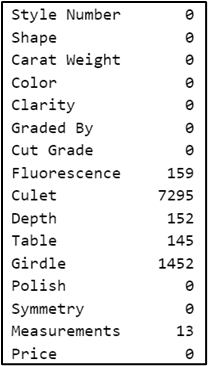 Style Number 0
Shape 0
Carat Weight 0
Color 0
Clarity 0
Graded By 0
Cut Grade 0
Fluorescence 159
Culet 7295
Depth 152
Table 145
Girdle 1452
Polish 0
Symmetry 0
Measurements 13
Price 0